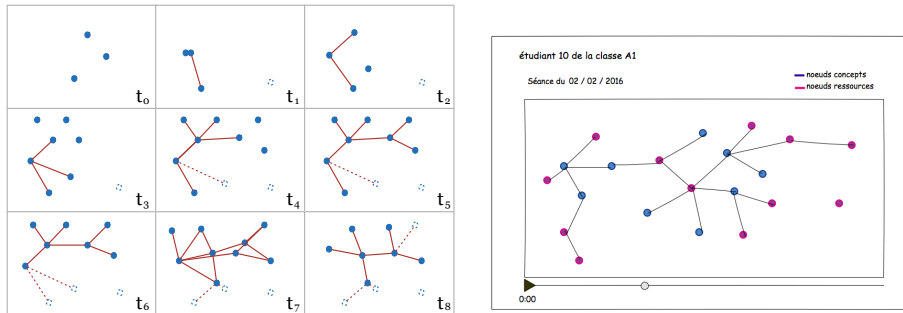 t0
t1
t2
t3
t4
t5
t6
t7
t8
étudiant 10 de la classe A1
Séance du 02 / 02 / 2016
noeuds concepts
noeuds ressources
0:00